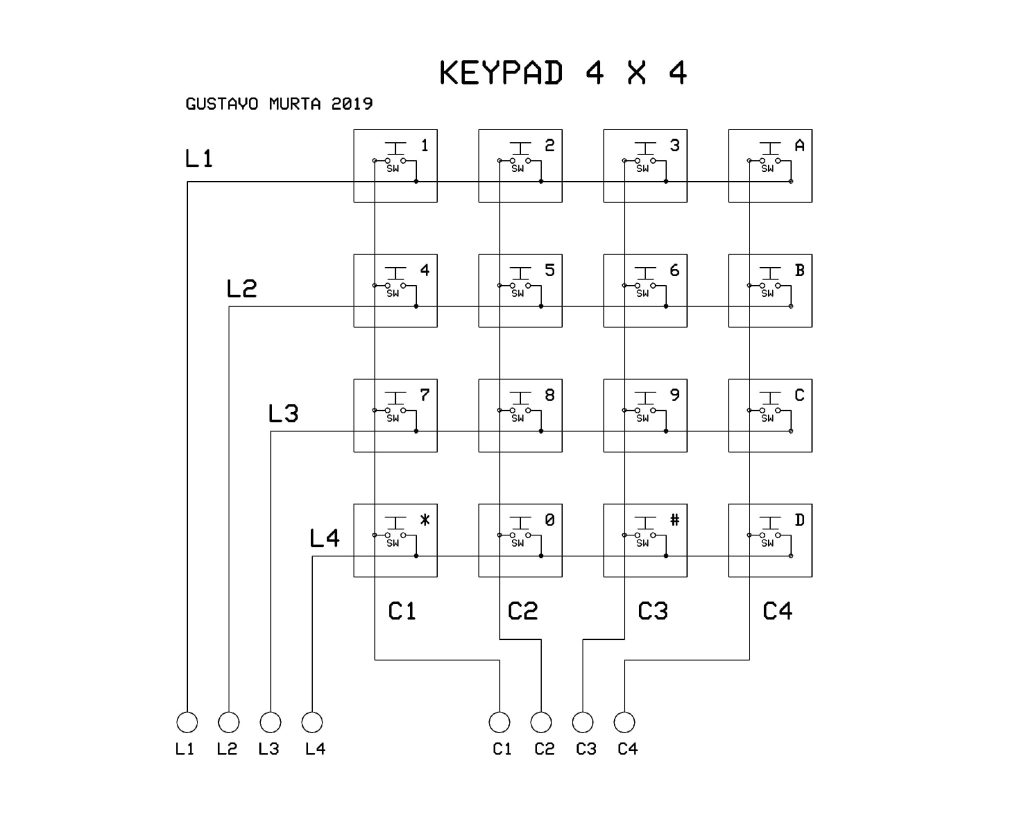 KEYPAD 4 X 4
GUSTAVO MURTA 2019
L1 1 2 3 A
SW SW SW SW
L2 4 5 6 B
SW SW SW SW
L3 7 8 9 C
SW SW SW SW
L4 * 0 # D
SW SW SW SW
C1 C2 C3 C4
L1 L2 L3 L4 C1 C2 C3 C4